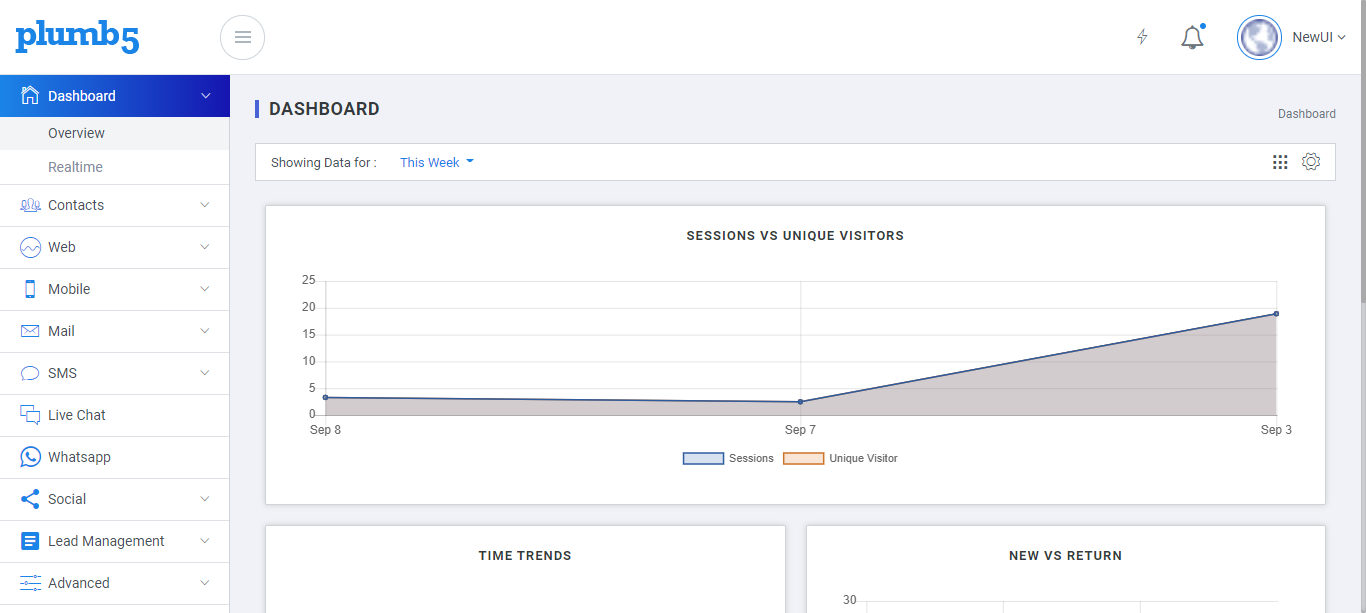 plumb5
NewUI
Dashboard
Overview
Realtime
Contacts
Web
Mobile
Mail
SMS
Live Chat
Whatsapp
Social
Lead Management
Advanced
DASHBOARD
Dashboard
Showing Data for : This Week
SESSIONS VS UNIQUE VISITORS
25
20
15
10
5
0
Sep 8 Sep 7 Sep 3
Sessions Unique Visitor
TIME TRENDS
NEW VS RETURN
30